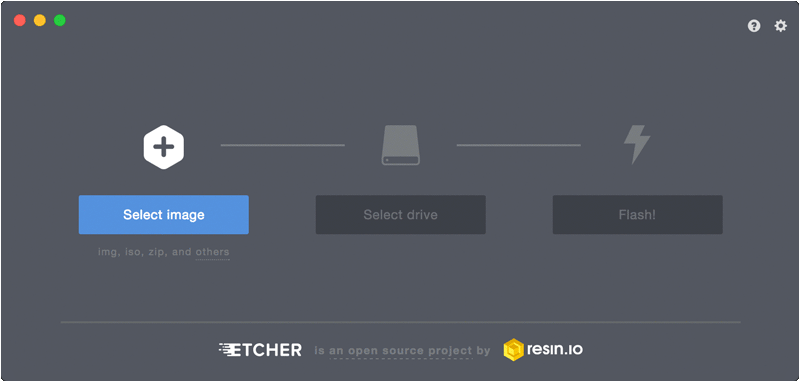 ?
Select image
Select drive
Flash!
img, iso, zip, and others
ETCHER is an open source project by resin.io